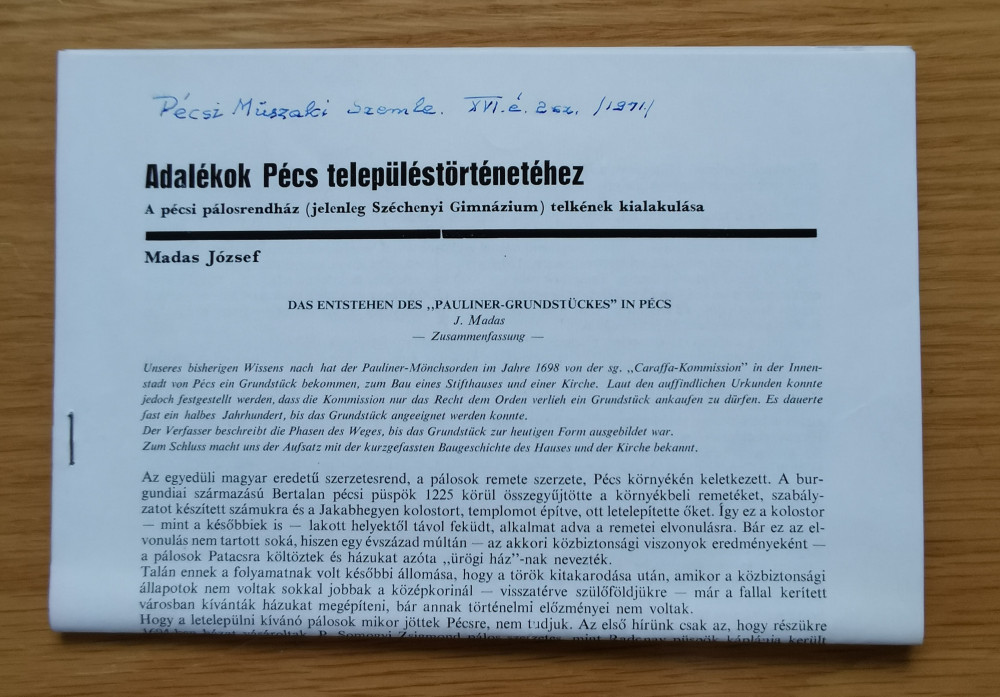 Pécsi Műszaki Szemle. XVI. é. 2 sz. /1971/
Adalékok Pécs településtörténetéhez
A pécsi pálosrendház (jelenleg Széchenyi Gimnázium) telkének kialakulása
Madas József
DAS ENTSTEHEN DES „PAULINER-GRUNDSTÜCKES” IN PÉCS
J. Madas
— Zusammenfassung —
Unseres bisherigen Wissens nach hat der Pauliner-Mönchsorden im Jahre 1698 von der sg. „Caraffa-Kommission” in der Innen-
stadt von Pécs ein Grundstück bekommen, zum Bau eines Stifthauses und einer Kirche. Laut den auffindlichen Urkunden konnte
jedoch festgestellt werden, dass die Kommission nur das Recht dem Orden verlieh ein Grundstück ankaufen zu dürfen. Es dauerte
fast ein halbes Jahrhundert, bis das Grundstück angeeignet werden konnte.
Der Verfasser beschreibt die Phasen des Weges, bis das Grundstück zur heutigen Form ausgebildet war.
Zum Schluss macht uns der Aufsatz mit der kurzgefassten Baugeschichte des Hauses und der Kirche bekannt.
Az egyedüli magyar eredetű szerzetesrend, a pálosok remete szerzete, Pécs környékén keletkezett. A bur-
gundiai származású Bertalan pécsi püspök 1225 körül összegyűjtötte a környékbeli remetéket, szabály-
zatot készített számukra és a Jakabhegyen kolostort, templomot építve, ott letelepítette őket. Így ez a kolostor
— mint a későbbiek is — lakott helyektől távol feküdt, alkalmat adva a remetei elvonulásra. Bár ez az el-
vonulás nem tartott soká, hiszen egy évszázad múltán — az akkori közbiztonsági viszonyok eredményeként —
a pálosok Patacsra költöztek és házukat azóta „ürögi ház”-nak nevezték.
Talán ennek a folyamatnak volt későbbi állomása, hogy a török kitakarodása után, amikor a közbiztonsági
állapotok nem voltak sokkal jobbak a középkorinál — visszatérve szülőföldjükre — már a fallal kerített
városban kívánták házukat megépíteni, bár annak történelmi előzményei nem voltak.
Hogy a letelepülni kívánó pálosok mikor jöttek Pécsre, nem tudjuk. Az első hírünk csak az, hogy részükre